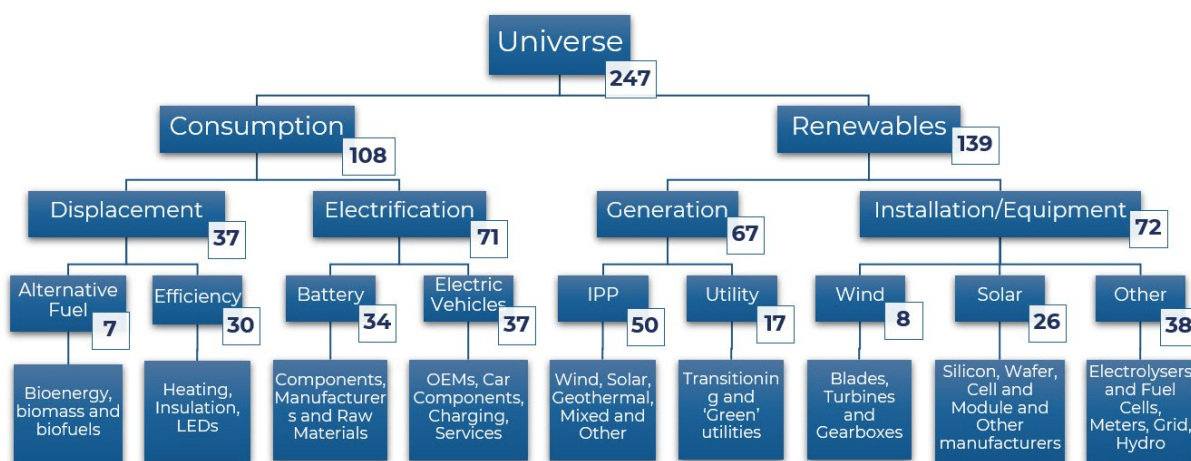 Universe
247
Consumption
108
Renewables
139
Displacement
37
Electrification
71
Generation
67
Installation/Equipment
72
Alternative
Fuel
7
Efficiency
30
Battery
34
Electric
Vehicles
37
IPP
50
Utility
17
Wind
8
Solar
26
Other
38
Bioenergy,
biomass and
biofuels
Heating,
Insulation,
LEDs
Components,
Manufacturer
s and Raw
Materials
OEMs, Car
Components,
Charging,
Services
Wind, Solar,
Geothermal,
Mixed and
Other
Transitionin
g and ‘Green’
utilities
Blades,
Turbines
and
Gearboxes
Silicon, Wafer,
Cell and
Module and
Other
manufacturers
Electrolysers
and Fuel
Cells,
Meters, Grid,
Hydro